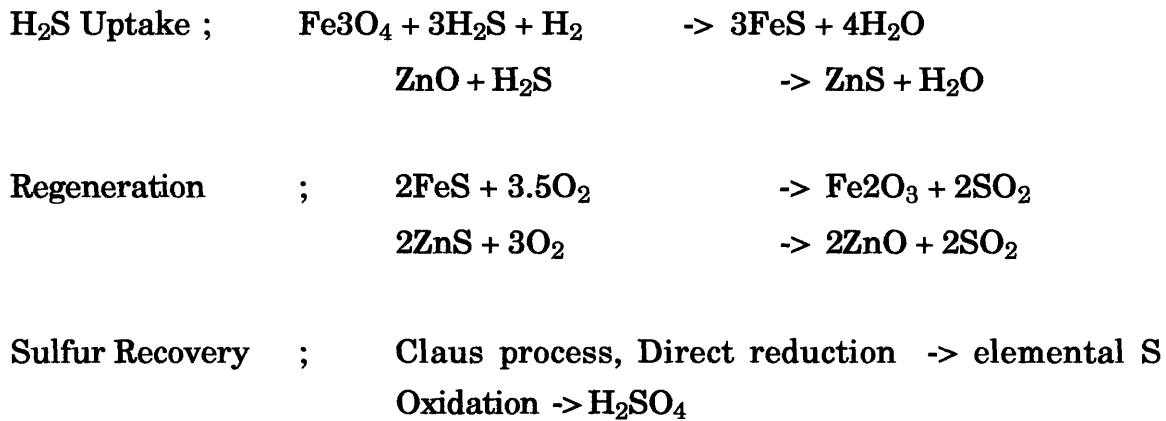 H₂S Uptake ; Fe3O₄ + 3H₂S + H₂ -> 3FeS + 4H₂O
ZnO + H₂S -> ZnS + H₂O
Regeneration ; 2FeS + 3.5O₂ -> Fe2O₃ + 2SO₂
2ZnS + 3O₂ -> 2ZnO + 2SO₂
Sulfur Recovery ; Claus process, Direct reduction -> elemental S
Oxidation -> H₂SO₄